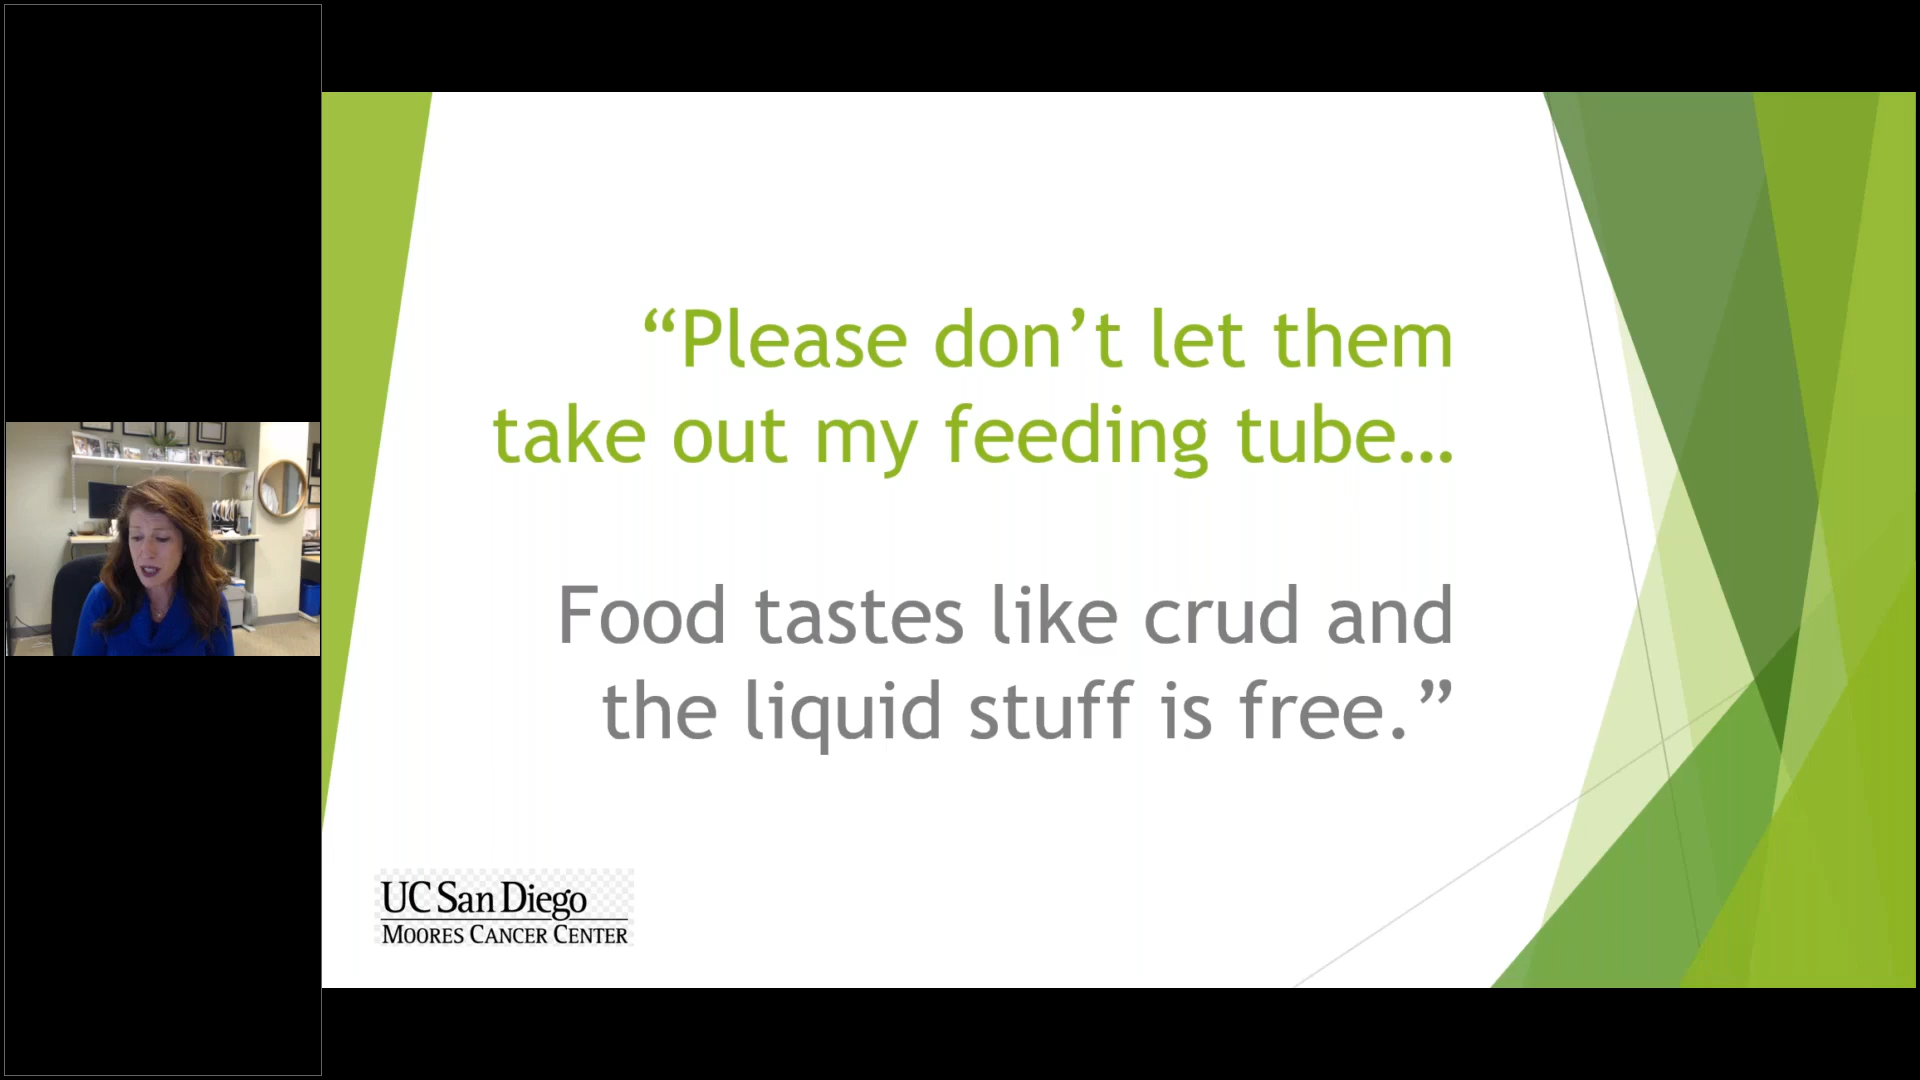 “Please don’t let them
take out my feeding tube…
Food tastes like crud and
the liquid stuff is free.”
UC San Diego
MOORES CANCER CENTER